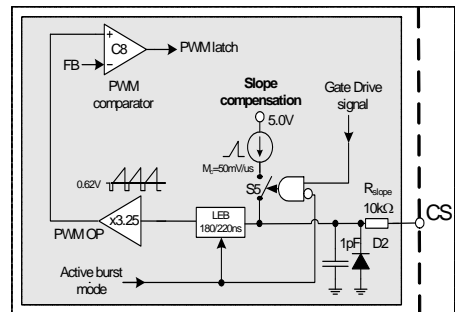 C8
PWM latch
FB
PWM
comparator
Slope
compensation
Gate Drive
signal
5.0V
Mc=50mV/us
0.62V
S5
Rslope
10kΩ
CS
x3.25
LEB
180/220ns
PWM OP
1pF
D2
Active burst
mode